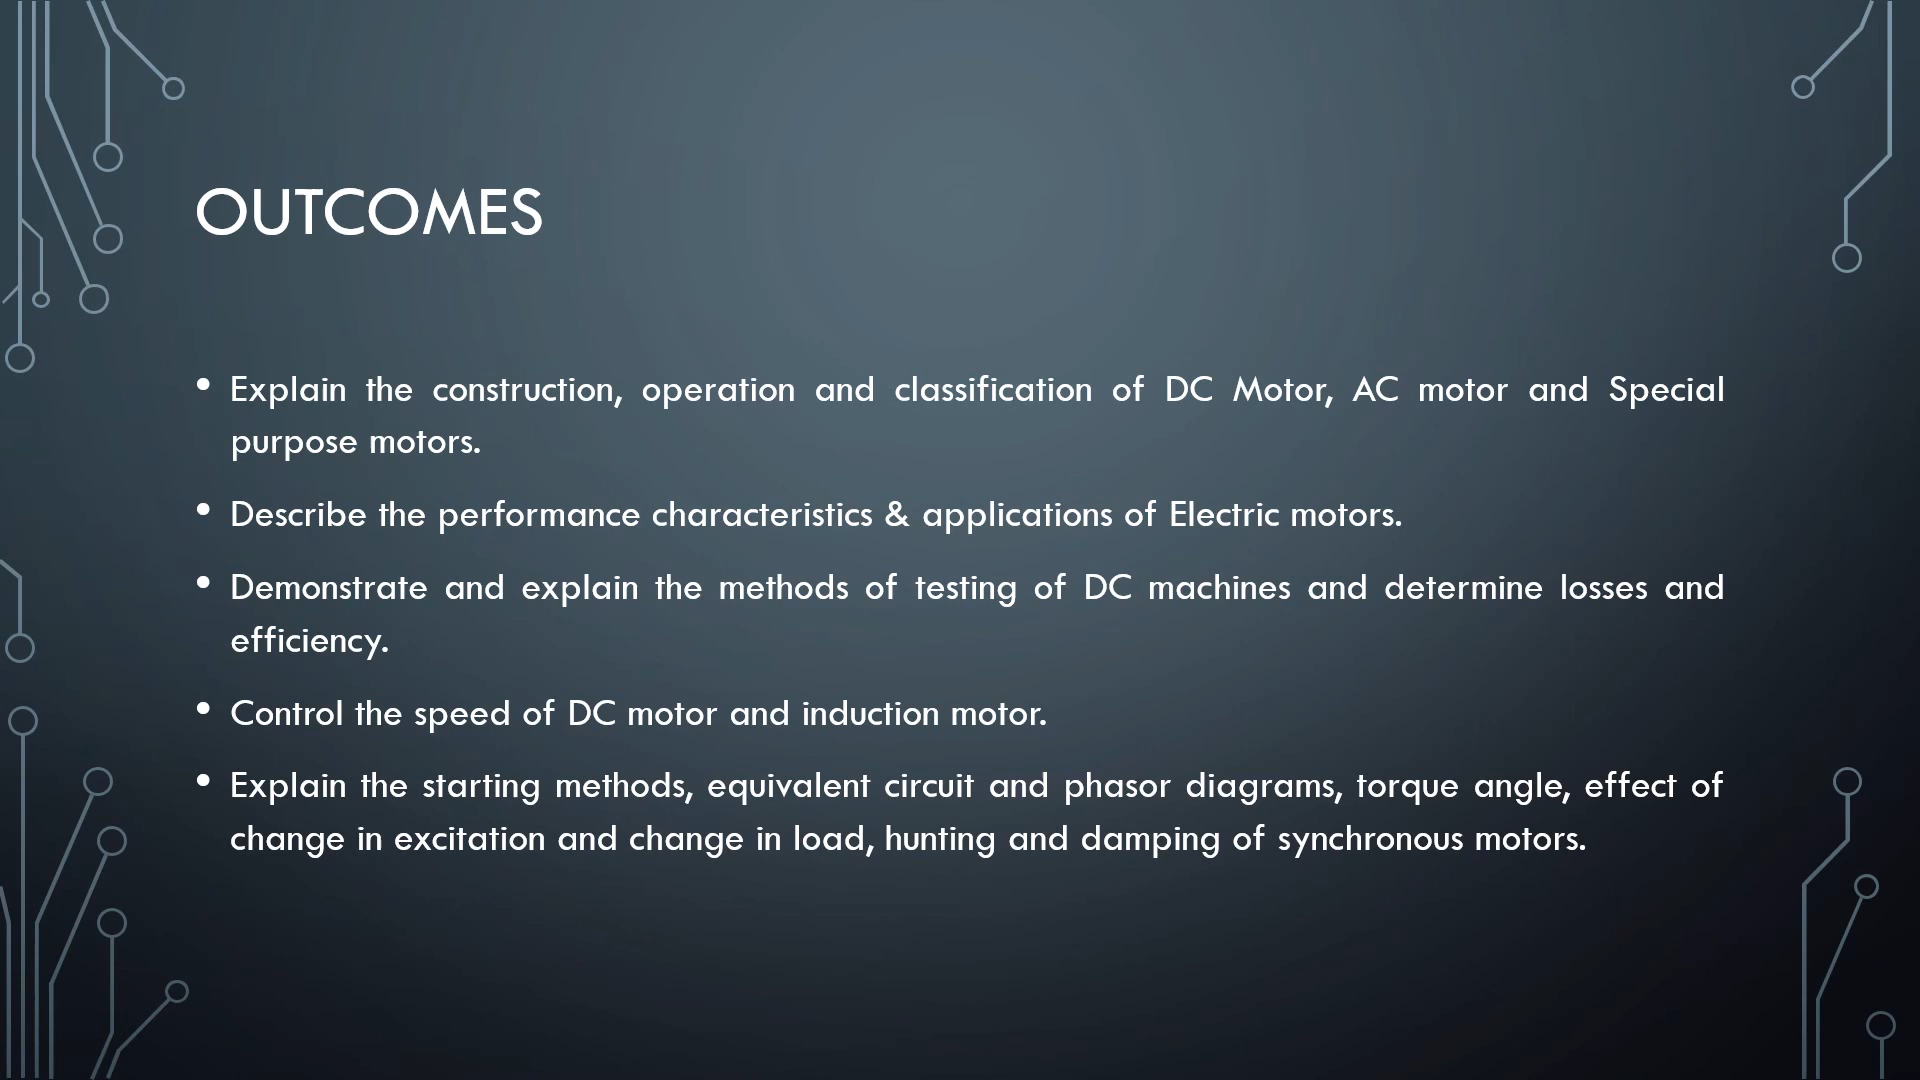 OUTCOMES
• Explain the construction, operation and classification of DC Motor, AC motor and Special
purpose motors.
• Describe the performance characteristics & applications of Electric motors.
• Demonstrate and explain the methods of testing of DC machines and determine losses and
efficiency.
• Control the speed of DC motor and induction motor.
• Explain the starting methods, equivalent circuit and phasor diagrams, torque angle, effect of
change in excitation and change in load, hunting and damping of synchronous motors.